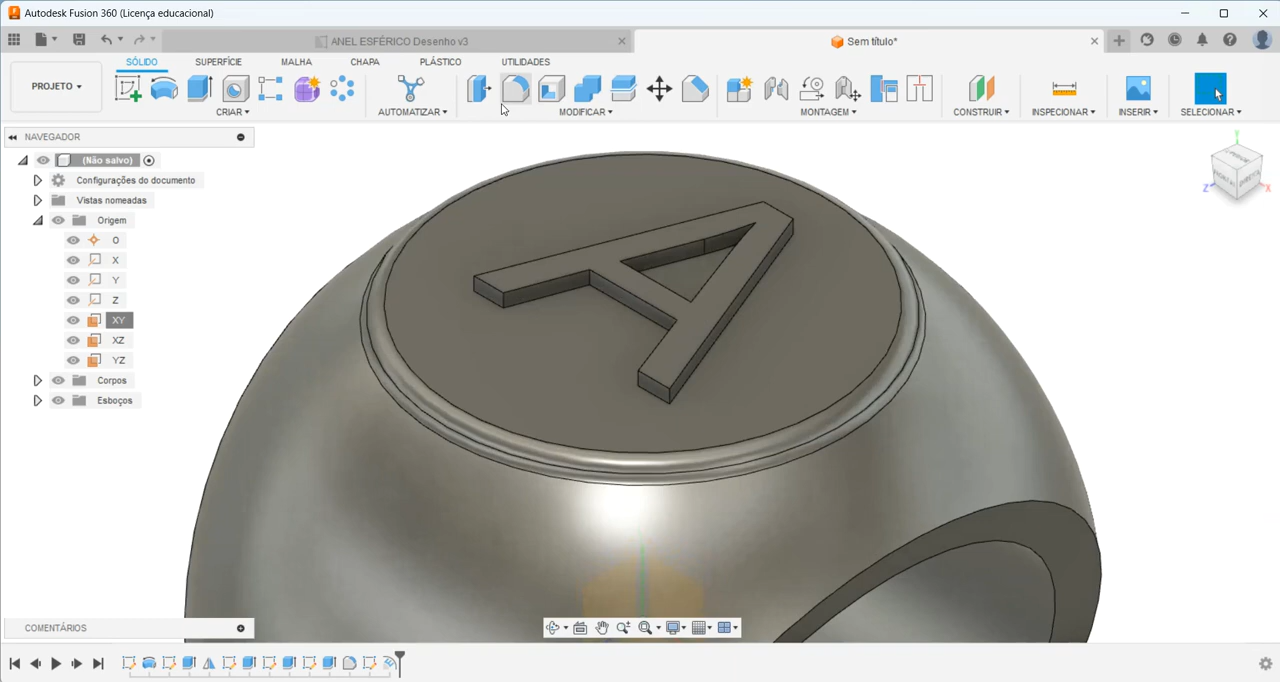 Autodesk Fusion 360 (Licença educacional)
ANEL ESFÉRICO Desenho v3
Sem título*
PROJETO
SÓLIDO
SUPERFÍCIE
MALHA
CHAPA
PLÁSTICO
UTILIDADES
CRIAR
AUTOMATIZAR
MODIFICAR
MONTAGEM
CONSTRUIR
INSPECIONAR
INSERIR
SELECIONAR
NAVEGADOR
(Não salvo)
Configurações do documento
Vistas nomeadas
Origem
O
X
Y
Z
XY
XZ
YZ
Corpos
Esboços
A
Z
X
Y
COMENTÁRIOS